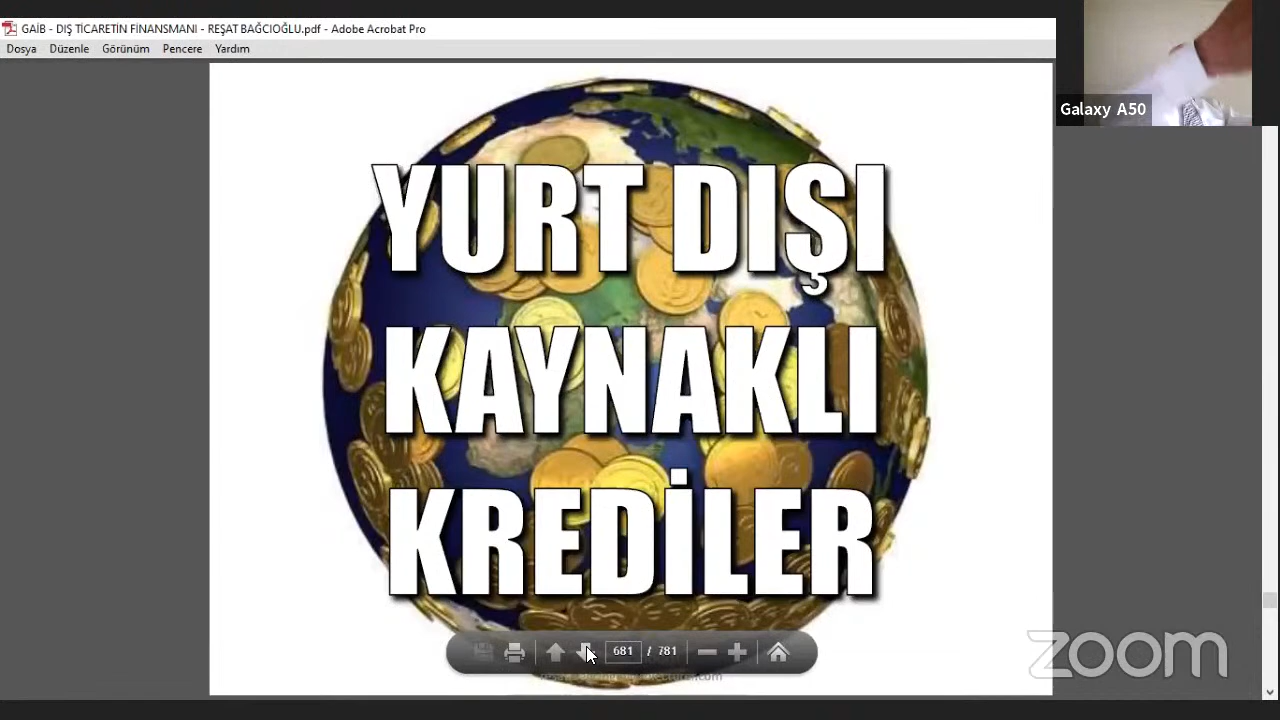 GAİB - DIŞ TİCARETİN FİNANSMANI - REŞAT BAĞCIOĞLU.pdf - Adobe Acrobat Pro
Dosya Düzenle Görünüm Pencere Yardım
Galaxy A50
YURT DIŞI
KAYNAKLI
KREDİLER
681 / 781
zoom